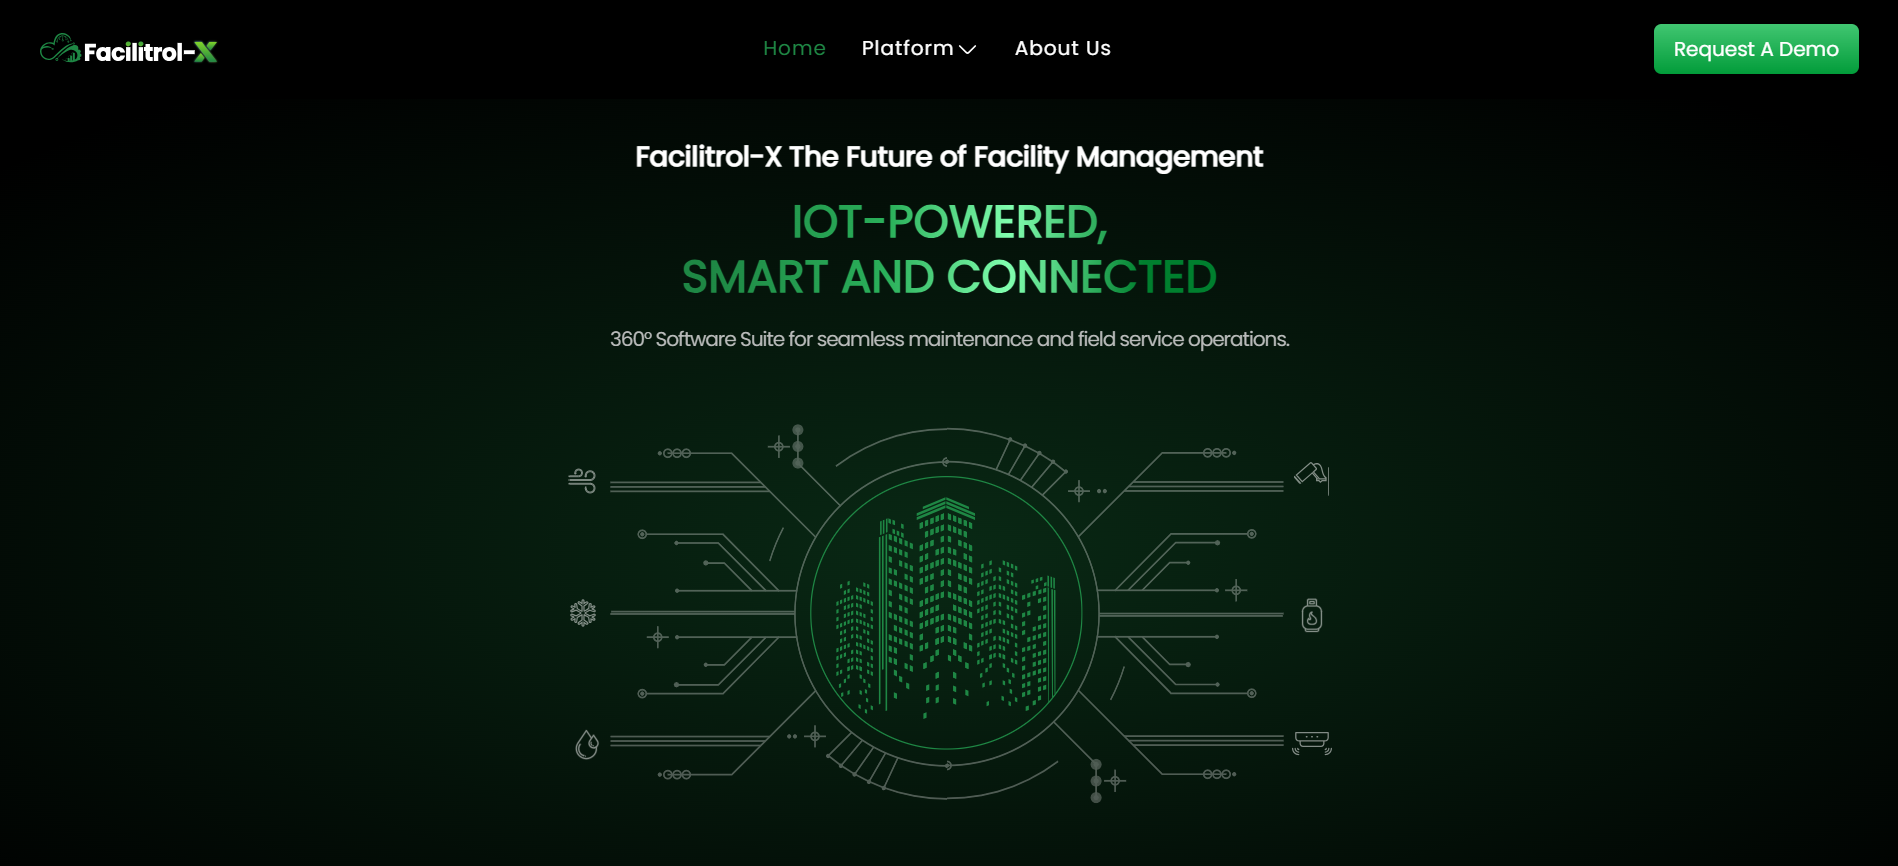 Facilitrol-X
Home
Platform
About Us
Request A Demo
Facilitrol-X The Future of Facility Management
IOT-POWERED,
SMART AND CONNECTED
360° Software Suite for seamless maintenance and field service operations.